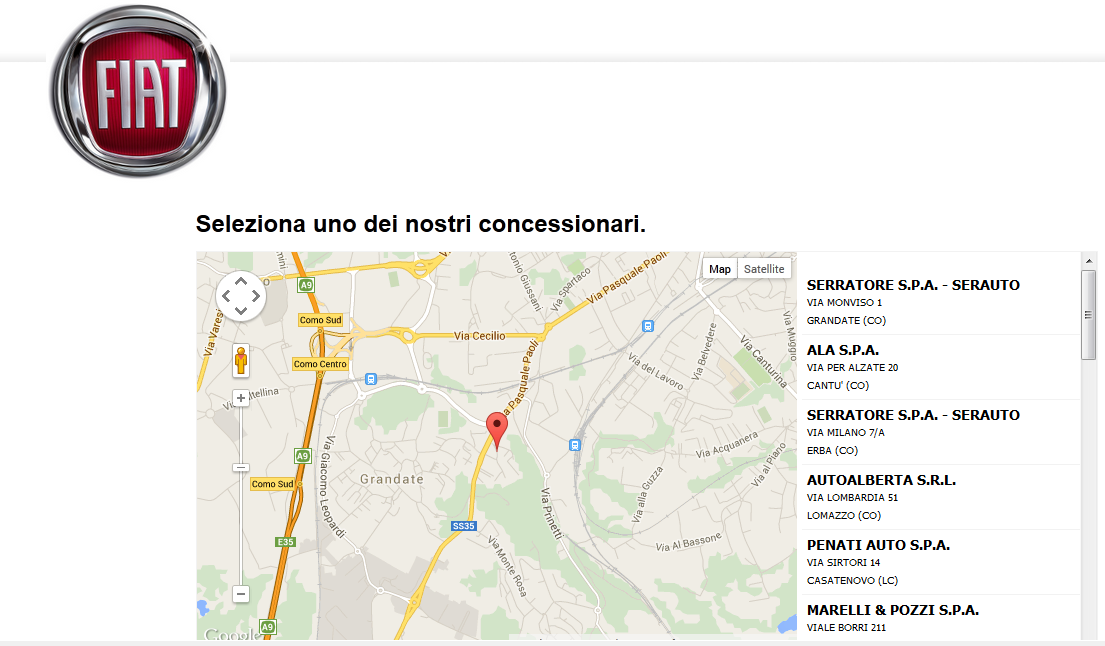 FIAT
Seleziona uno dei nostri concessionari.
Map
Satellite
A9
Como Sud
Como Centro
Via Varesi
Via Cecilio
Via Pasquale Paoli
Via Spartaco
Via Belvedere
Via Canturina
Via Muggiò
Via del Lavoro
a Pasquale Paoli
A9
Como Sud
Via Giacomo Leopardi
Grandate
SS35
E35
Via Prinetti
Via alla Guzza
Via Acquanera
Via al Piano
Via Al Bassone
Via Monte Rosa
A9
Google
SERRATORE S.P.A. - SERAUTO
VIA MONVISO 1
GRANDATE (CO)
ALA S.P.A.
VIA PER ALZATE 20
CANTU' (CO)
SERRATORE S.P.A. - SERAUTO
VIA MILANO 7/A
ERBA (CO)
AUTOALBERTA S.R.L.
VIA LOMBARDIA 51
LOMAZZO (CO)
PENATI AUTO S.P.A.
VIA SIRTORI 14
CASATENOVO (LC)
MARELLI & POZZI S.P.A.
VIALE BORRI 211